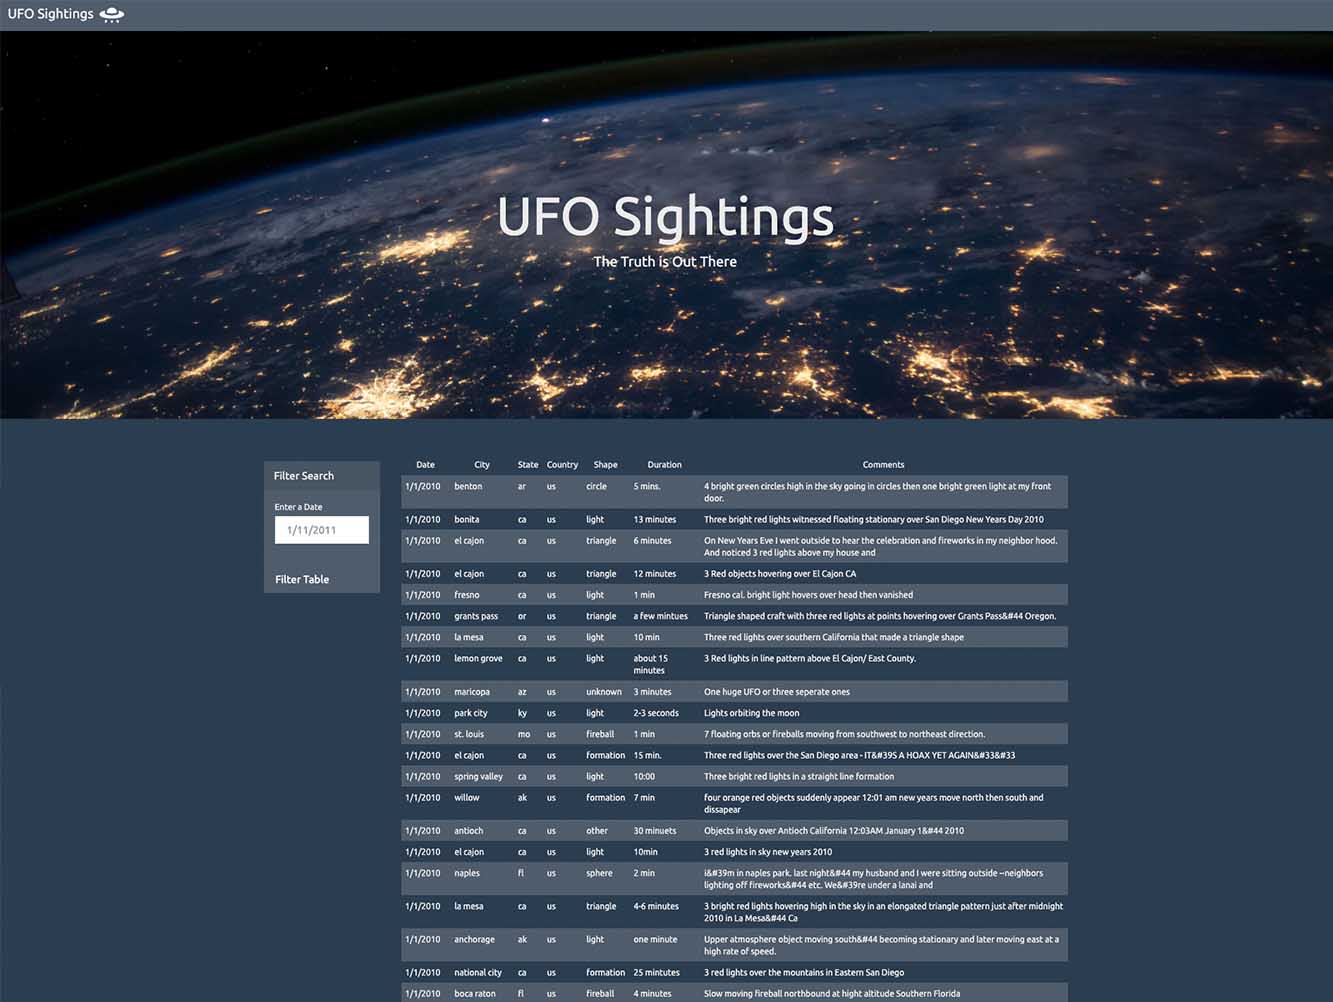 UFO Sightings
UFO Sightings
The Truth is Out There
Filter Search
Enter a Date
1/11/2011
Filter Table
Date City State Country Shape Duration Comments
1/1/2010 benton ar us circle 5 mins. 4 bright green circles high in the sky going in circles then one bright green light at my front
door.
1/1/2010 bonita ca us light 13 minutes Three bright red lights witnessed floating stationary over San Diego New Years Day 2010
1/1/2010 el cajon ca us triangle 6 minutes On New Years Eve I went outside to hear the celebration and fireworks in my neighbor hood.
And noticed 3 red lights above my house and
1/1/2010 el cajon ca us triangle 12 minutes 3 Red objects hovering over El Cajon CA
1/1/2010 fresno ca us light 1 min Fresno cal. bright light hovers over head then vanished
1/1/2010 grants pass or us triangle a few mintues Triangle shaped craft with three red lights at points hovering over Grants Pass&#44 Oregon.
1/1/2010 la mesa ca us light 10 min Three red lights over southern California that made a triangle shape
1/1/2010 lemon grove ca us light about 15 3 Red lights in line pattern above El Cajon/ East County.
minutes
1/1/2010 maricopa az us unknown 3 minutes One huge UFO or three seperate ones
1/1/2010 park city ky us light 2-3 seconds Lights orbiting the moon
1/1/2010 st. louis mo us fireball 1 min 7 floating orbs or fireballs moving from southwest to northeast direction.
1/1/2010 el cajon ca us formation 15 min. Three red lights over the San Diego area - IT&#39S A HOAX YET AGAIN&#33&#33
1/1/2010 spring valley ca us light 10:00 Three bright red lights in a straight line formation
1/1/2010 willow ak us formation 7 min four orange red objects suddenly appear 12:01 am new years move north then south and
dissapear
1/1/2010 antioch ca us other 30 minuets Objects in sky over Antioch California 12:03AM January 1&#44 2010
1/1/2010 el cajon ca us light 10min 3 red lights in sky new years 2010
1/1/2010 naples fl us sphere 2 min i&#39m in naples park. last night&#44 my husband and I were sitting outside --neighbors
lighting off fireworks&#44 etc. We&#39re under a lanai and
1/1/2010 la mesa ca us triangle 4-6 minutes 3 bright red lights hovering high in the sky in an elongated triangle pattern just after midnight
2010 in La Mesa&#44 Ca
1/1/2010 anchorage ak us light one minute Upper atmosphere object moving south&#44 becoming stationary and later moving east at a
high rate of speed.
1/1/2010 national city ca us formation 25 mintutes 3 red lights over the mountains in Eastern San Diego
1/1/2010 boca raton fl us fireball 4 minutes Slow moving fireball northbound at hight altitude Southern Florida